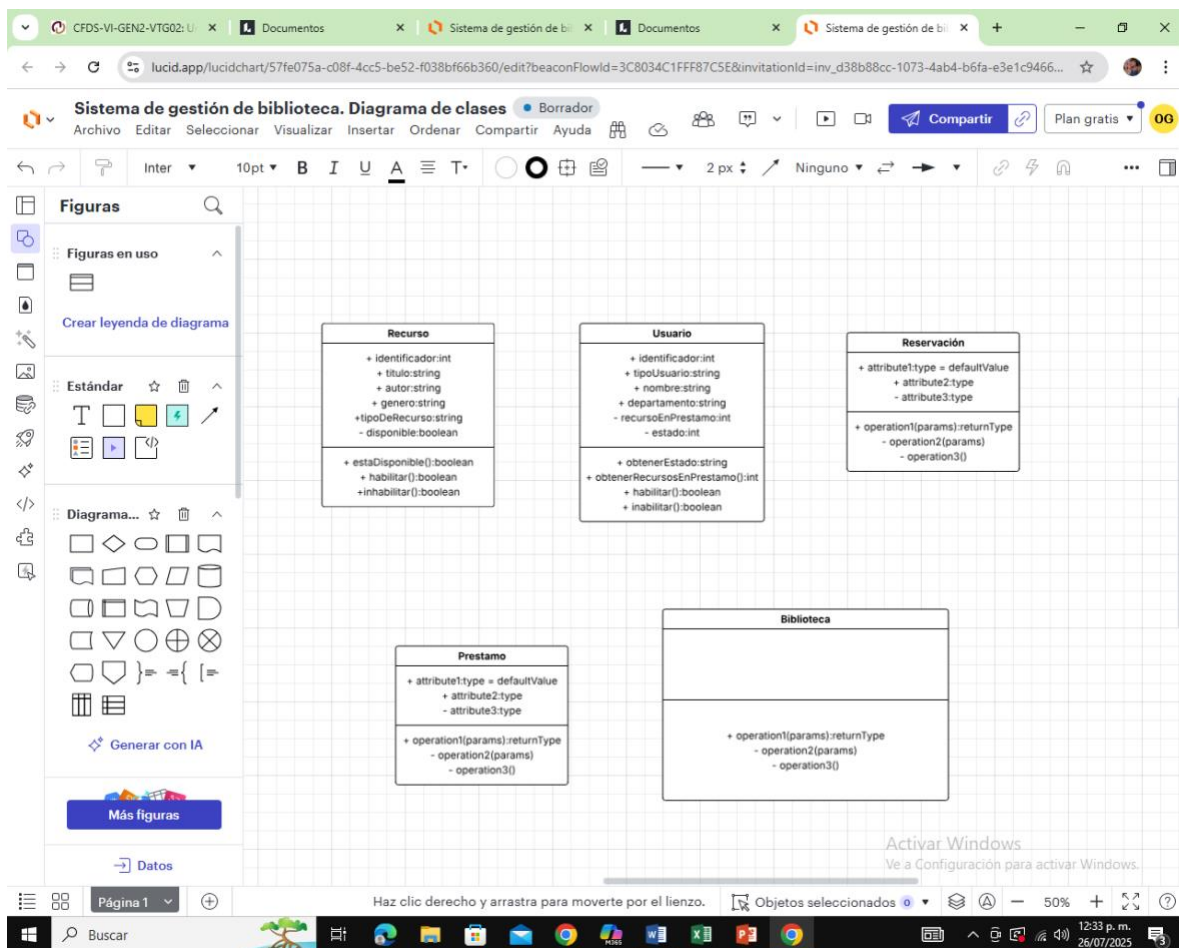 CFDS-VI-GEN2-VTG02: U
Documentos
Sistema de gestión de bi
Documentos
Sistema de gestión de bi
lucid.app/lucidchart/57fe075a-c08f-4cc5-be52-f038bf66b360/edit?beaconFlowId=3C8034C1FFF87C5E&invitationId=inv_d38b88cc-1073-4ab4-b6fa-e3e1c9466...
Sistema de gestión de biblioteca. Diagrama de clases
Borrador
Archivo Editar Seleccionar Visualizar Insertar Ordenar Compartir Ayuda
Compartir
Plan gratis
OG
Inter
10pt
B I U A
T
2 px
Ninguno
Figuras
Figuras en uso
Crear leyenda de diagrama
Estándar
T
Diagrama...
Generar con IA
Más figuras
Datos
Recurso
+ identificador:int
+ titulo:string
+ autor:string
+ genero:string
+tipoDeRecurso:string
- disponible:boolean
+ estaDisponible():boolean
+ habilitar():boolean
+inhabilitar():boolean
Usuario
+ identificador:int
+ tipoUsuario:string
+ nombre:string
+ departamento:string
- recursoEnPrestamo:int
- estado:int
+ obtenerEstado:string
+ obtenerRecursosEnPrestamo():int
+ habilitar():boolean
+ inabilitar():boolean
Reservación
+ attribute1:type = defaultValue
+ attribute2:type
- attribute3:type
+ operation1(params):returnType
- operation2(params)
- operation3()
Prestamo
+ attribute1:type = defaultValue
+ attribute2:type
- attribute3:type
+ operation1(params):returnType
- operation2(params)
- operation3()
Biblioteca
+ operation1(params):returnType
- operation2(params)
- operation3()
Activar Windows
Ve a Configuración para activar Windows.
Página 1
Haz clic derecho y arrastra para moverte por el lienzo.
Objetos seleccionados 0
50%
Buscar
12:33 p. m.
26/07/2025
3